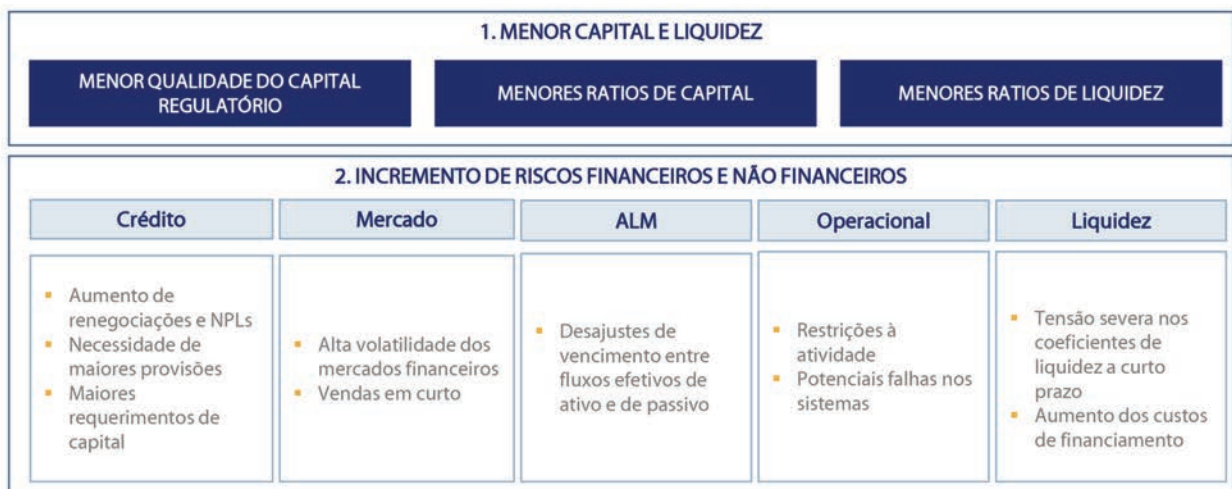 1. MENOR CAPITAL E LIQUIDEZ
MENOR QUALIDADE DO CAPITAL
REGULATÓRIO
MENORES RATIOS DE CAPITAL
MENORES RATIOS DE LIQUIDEZ
2. INCREMENTO DE RISCOS FINANCEIROS E NÃO FINANCEIROS
Crédito
▪ Aumento de
renegociações e NPLs
▪ Necessidade de
maiores provisões
▪ Maiores
requerimentos de
capital
Mercado
▪ Alta volatilidade dos
mercados financeiros
▪ Vendas em curto
ALM
▪ Desajustes de
vencimento entre
fluxos efetivos de
ativo e de passivo
Operacional
▪ Restrições à
atividade
▪ Potenciais falhas nos
sistemas
Liquidez
▪ Tensão severa nos
coeficientes de
liquidez a curto
prazo
▪ Aumento dos custos
de financiamento